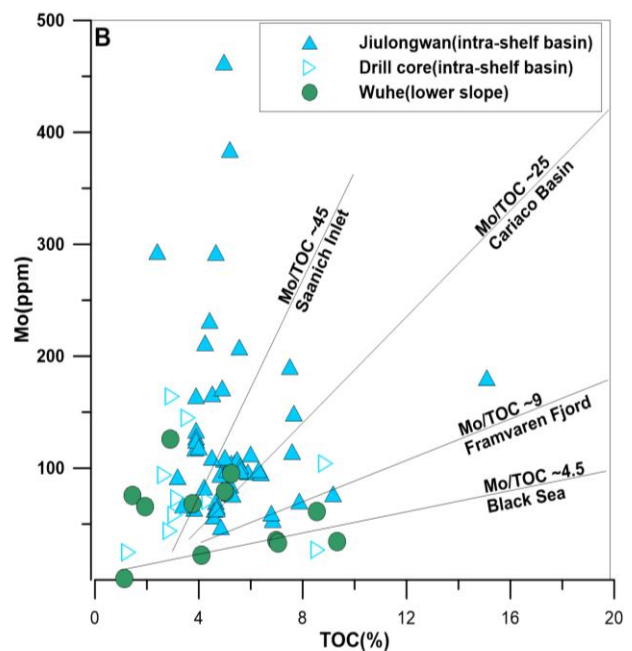 B
Jiulongwan(intra-shelf basin)
Drill core(intra-shelf basin)
Wuhe(lower slope)
500
400
300
200
100
Mo(ppm)
Mo/TOC ~45
Saanich Inlet
Mo/TOC ~25
Cariaco Basin
Mo/TOC ~9
Framvaren Fjord
Mo/TOC ~4.5
Black Sea
0 4 8 12 16 20
TOC(%)